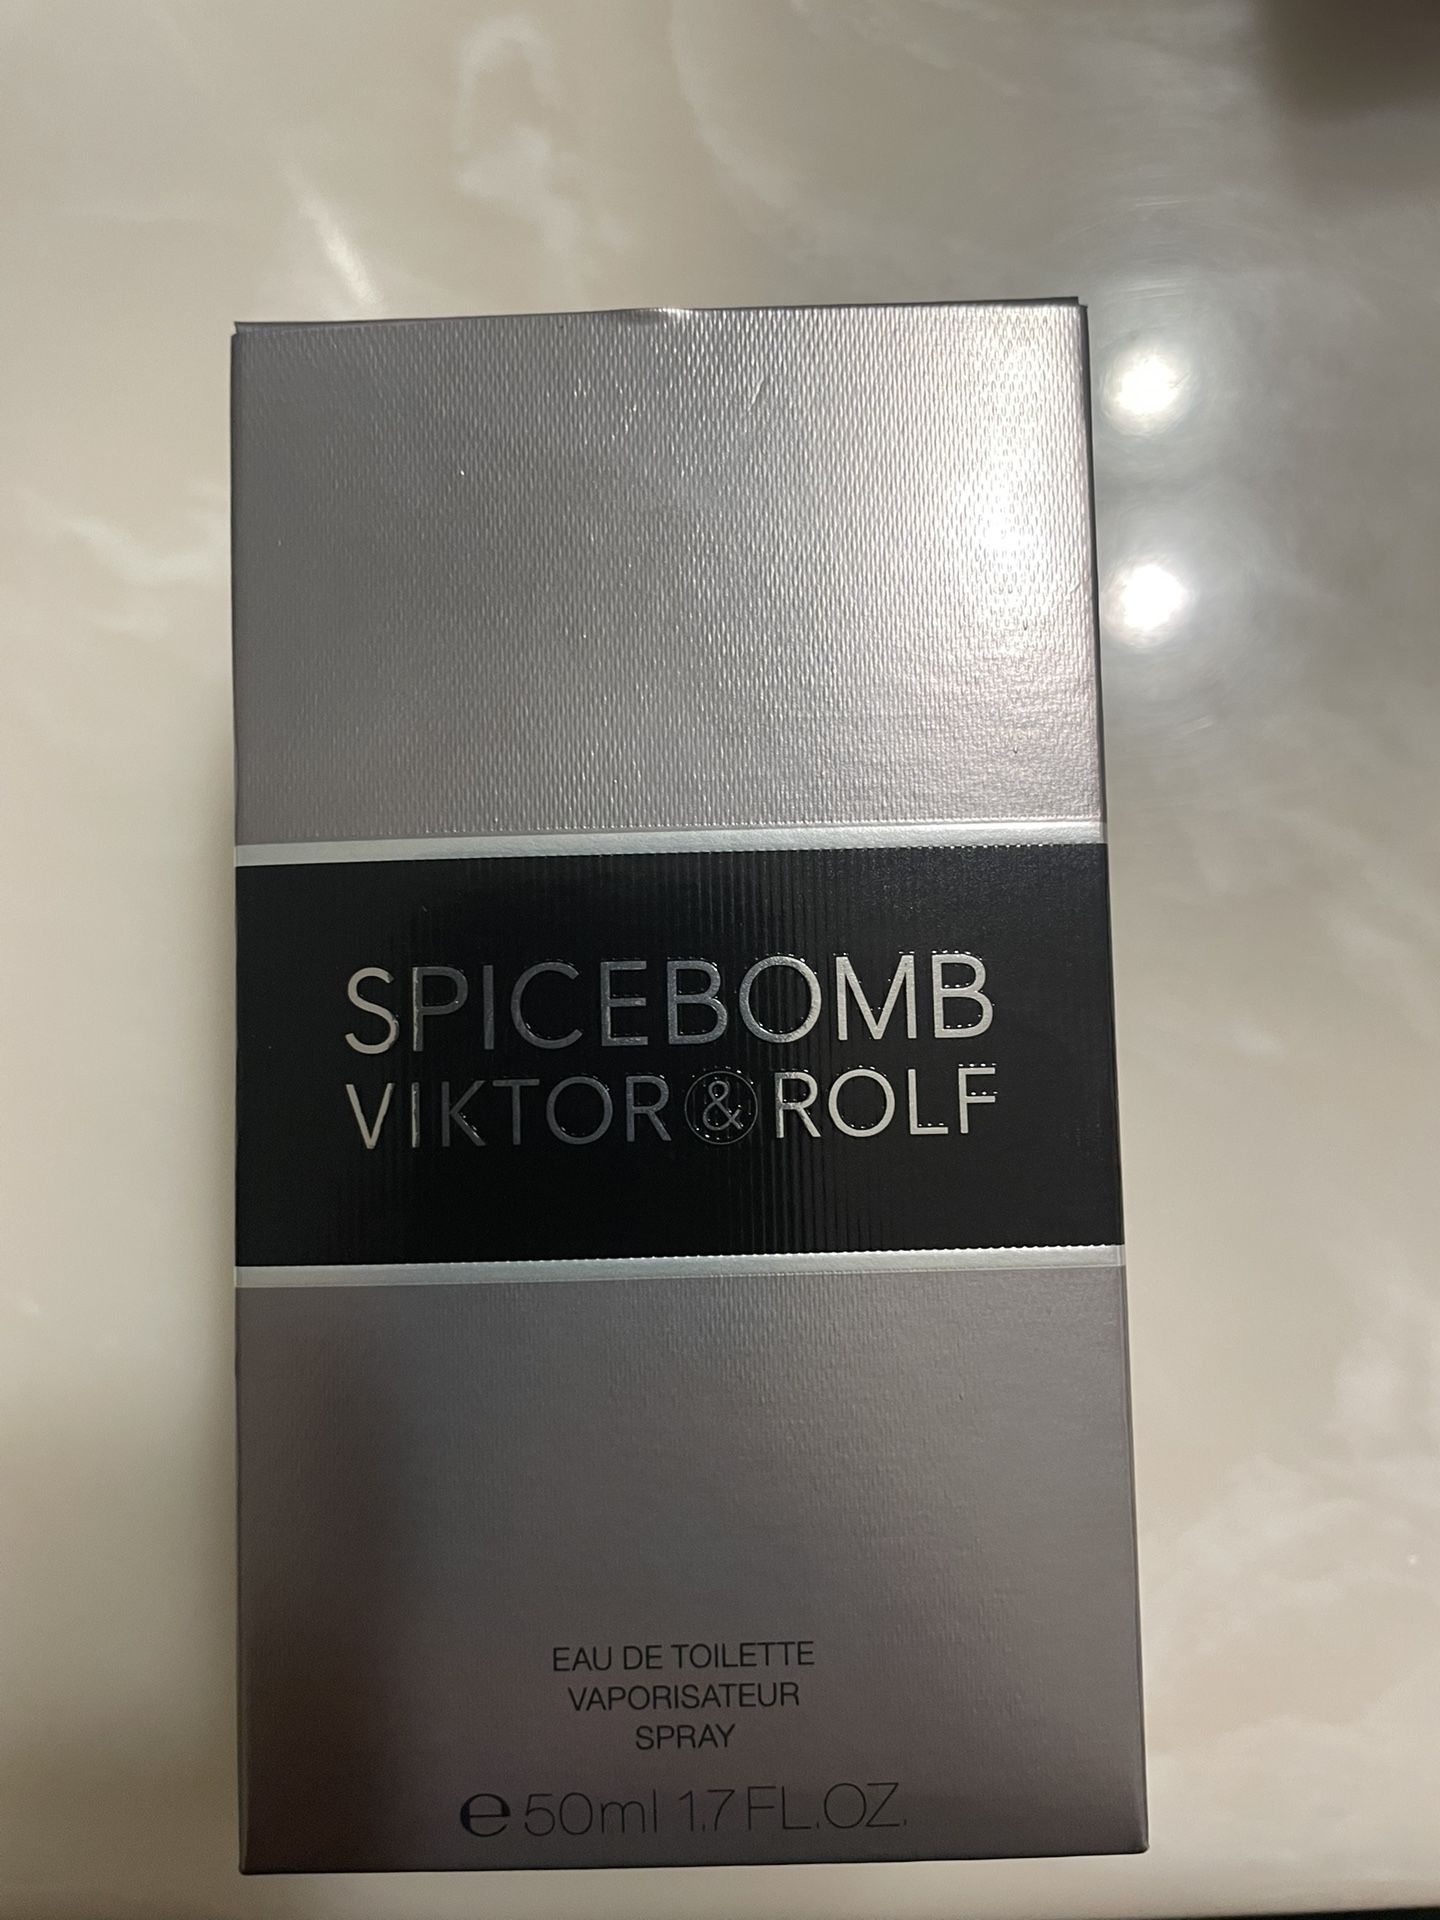 SPICEBOMB
VIKTOR & ROLF
EAU DE TOILETTE
VAPORISATEUR
SPRAY
e 50ml 1.7 FL.OZ.